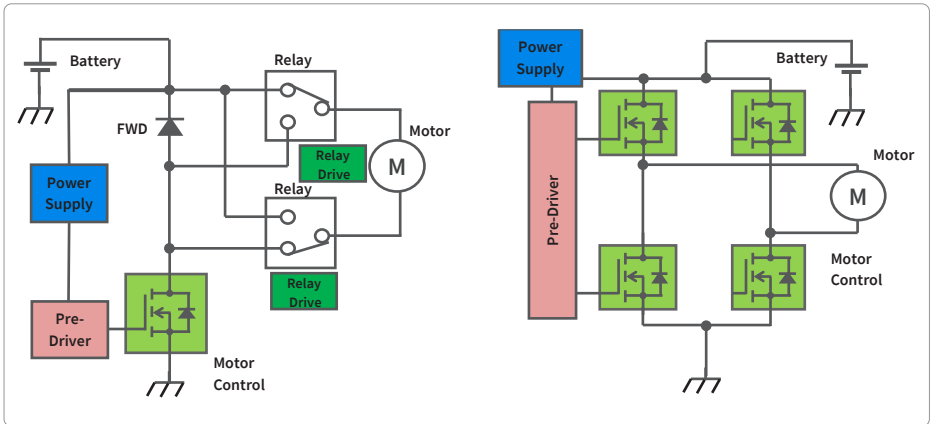 Battery
Relay
FWD
Motor
Relay
Drive
M
Power
Supply
Relay
Relay
Drive
Pre-
Driver
Motor
Control
Power
Supply
Battery
Pre-Driver
Motor
M
Motor
Control